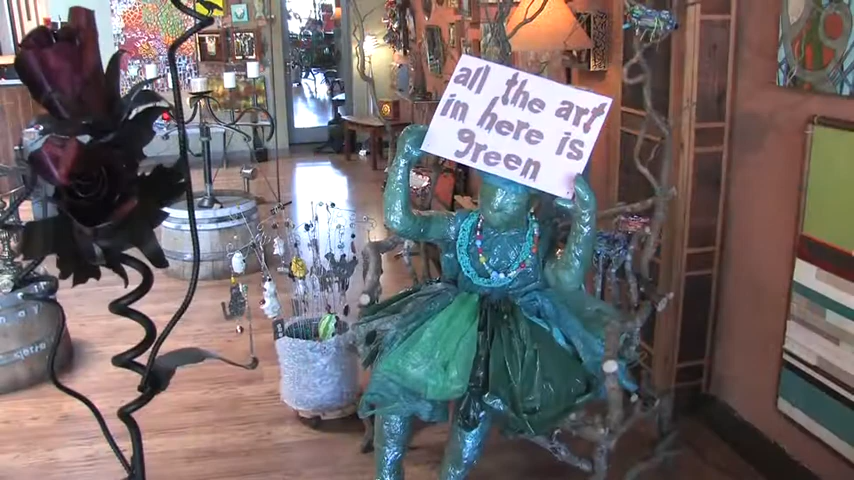 all the art
in here is
green